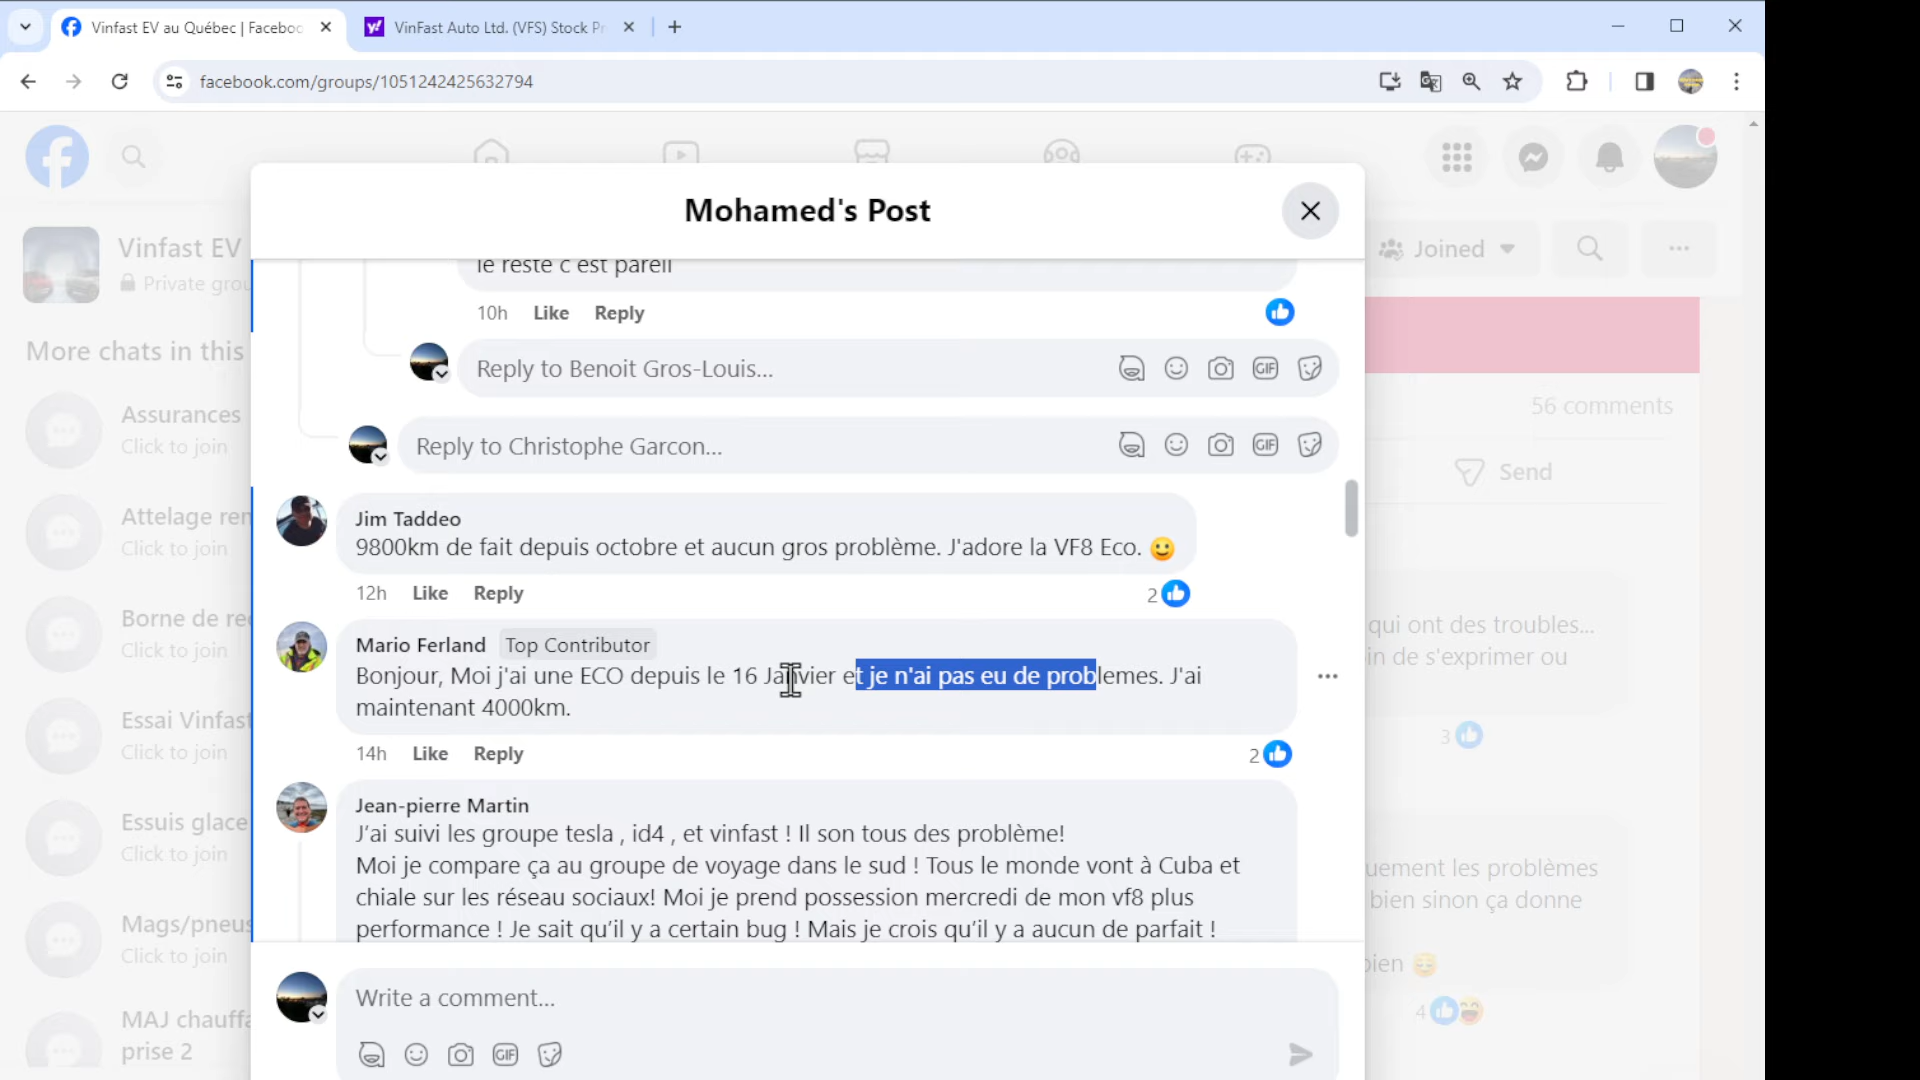 Vinfast EV au Québec | Faceboo
VinFast Auto Ltd. (VFS) Stock Pr
facebook.com/groups/1051242425632794
Mohamed's Post
Vinfast EV
Private grou
Joined
More chats in this
Assurances
Click to join
Attelage ren
Click to join
Borne de re
Click to join
Essai Vinfast
Click to join
Essuis glace
Click to join
Mags/pneus
Click to join
MAJ chauffa
prise 2
le reste c est pareil
10h Like Reply
Reply to Benoit Gros-Louis...
GIF
Reply to Christophe Garcon...
GIF
Jim Taddeo
9800km de fait depuis octobre et aucun gros problème. J'adore la VF8 Eco. 🙂
12h Like Reply 2
Mario Ferland Top Contributor
Bonjour, Moi j'ai une ECO depuis le 16 Janvier et je n'ai pas eu de problemes. J'ai
maintenant 4000km.
14h Like Reply 2
Jean-pierre Martin
J'ai suivi les groupe tesla , id4 , et vinfast ! Il son tous des problème!
Moi je compare ça au groupe de voyage dans le sud ! Tous le monde vont à Cuba et
chiale sur les réseau sociaux! Moi je prend possession mercredi de mon vf8 plus
performance ! Je sait qu'il y a certain bug ! Mais je crois qu'il y a aucun de parfait !
Write a comment...
GIF
56 comments
Send
qui ont des troubles...
in de s'exprimer ou
3
uement les problèmes
bien sinon ça donne
bien 😌
4